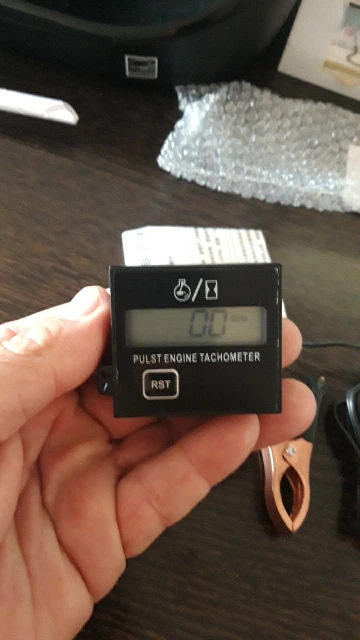 00
PULST ENGINE TACHOMETER
RST